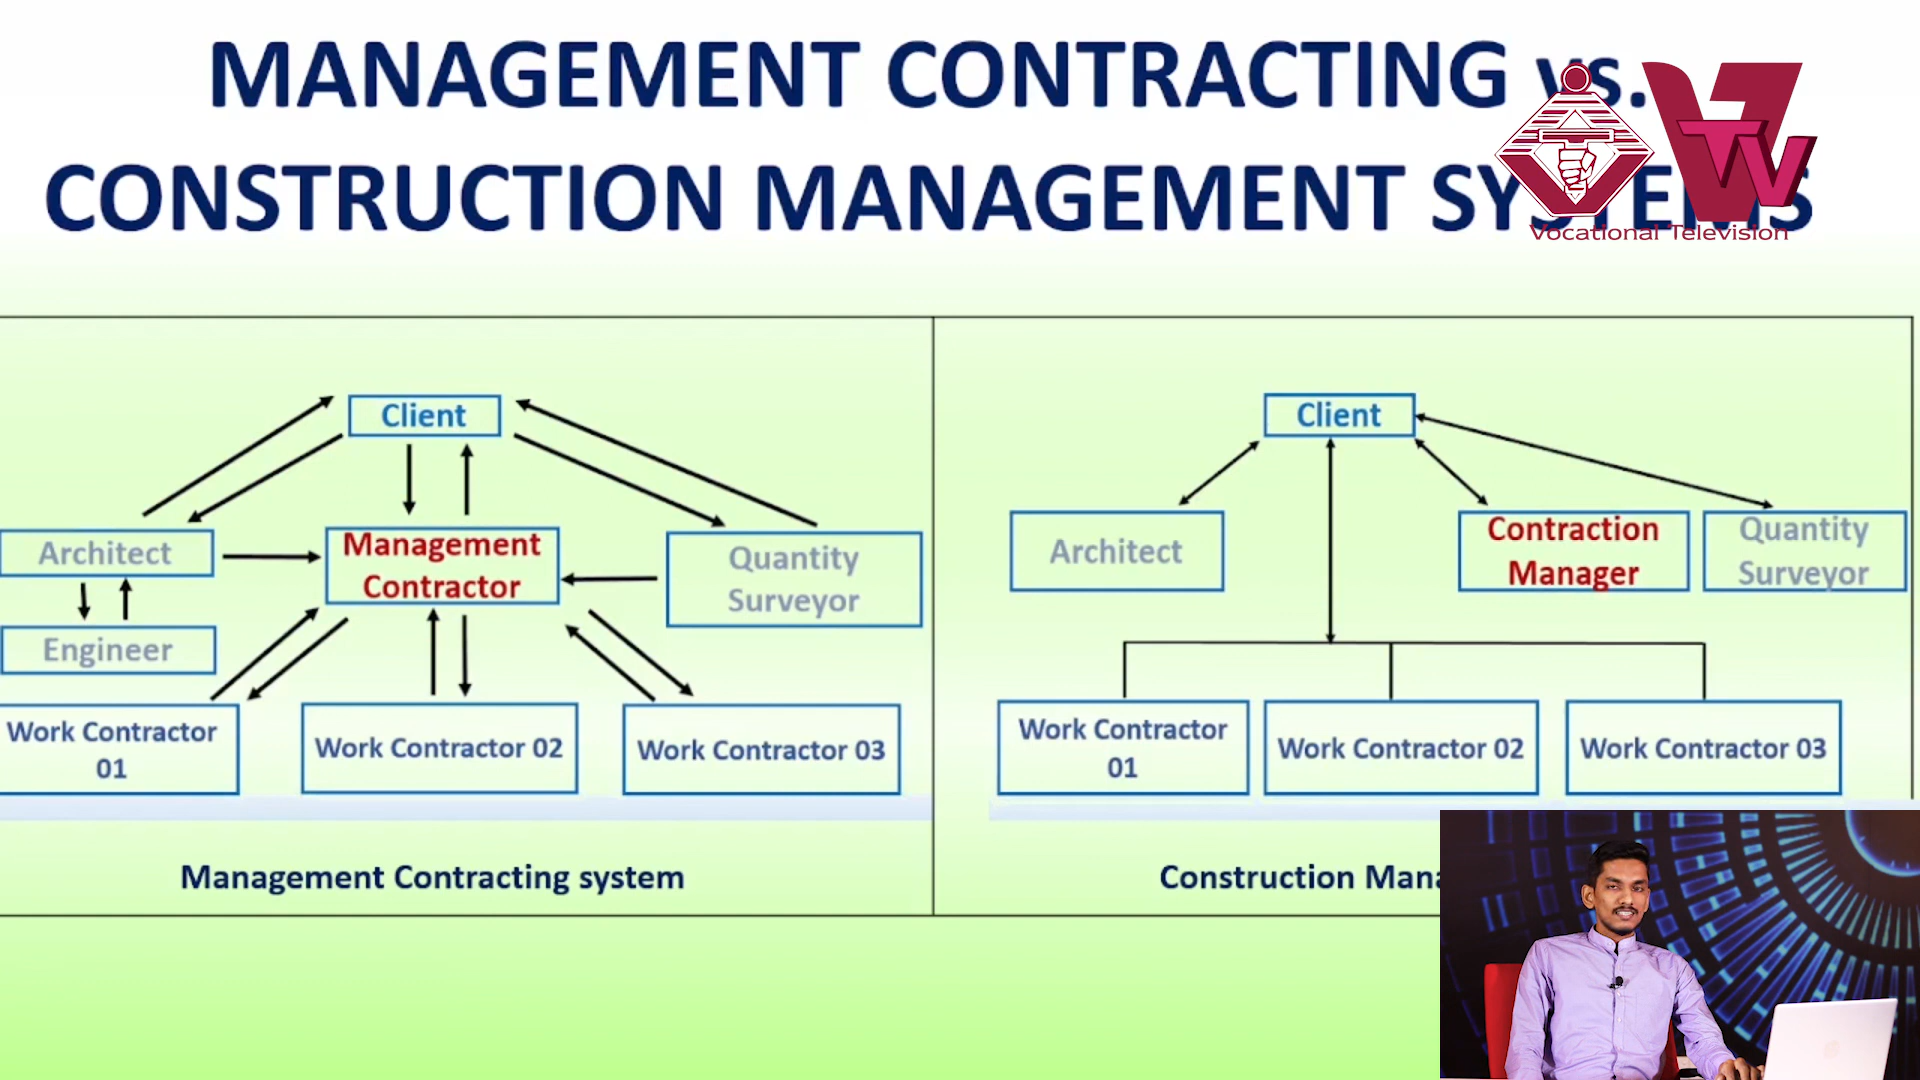 MANAGEMENT CONTRACTING vs.
CONSTRUCTION MANAGEMENT SYSTEMS
Vocational Television
Client
Architect
Management
Contractor
Quantity
Surveyor
Engineer
Work Contractor
01
Work Contractor 02
Work Contractor 03
Management Contracting system
Client
Architect
Contraction
Manager
Quantity
Surveyor
Work Contractor
01
Work Contractor 02
Work Contractor 03
Construction Mana